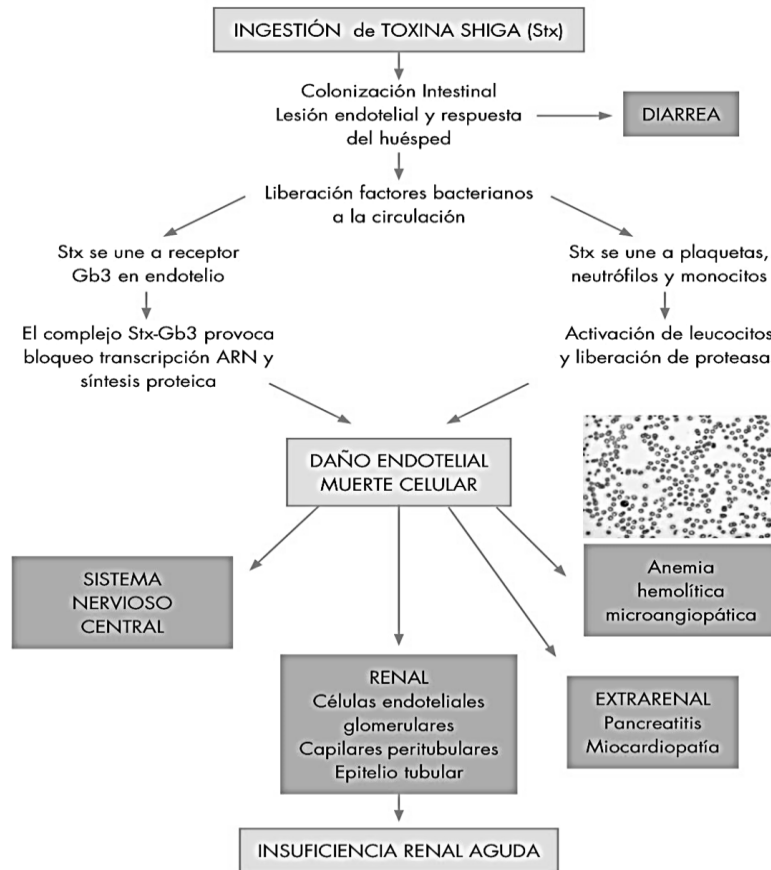 INGESTIÓN de TOXINA SHIGA (Stx)
Colonización Intestinal
Lesión endotelial y respuesta
del huésped
DIARREA
Liberación factores bacterianos
a la circulación
Stx se une a receptor
Gb3 en endotelio
Stx se une a plaquetas,
neutrófilos y monocitos
El complejo Stx-Gb3 provoca
bloqueo transcripción ARN y
síntesis proteica
Activación de leucocitos
y liberación de proteasa
DAÑO ENDOTELIAL
MUERTE CELULAR
SISTEMA
NERVIOSO
CENTRAL
Anemia
hemolítica
microangiopática
RENAL
Células endoteliales
glomerulares
Capilares peritubulares
Epitelio tubular
EXTRARENAL
Pancreatitis
Miocardiopatía
INSUFICIENCIA RENAL AGUDA